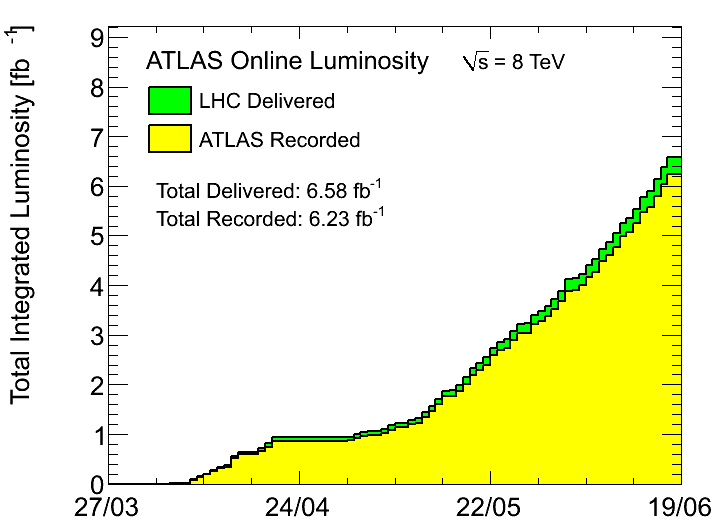 ATLAS Online Luminosity √s = 8 TeV
LHC Delivered
ATLAS Recorded
Total Delivered: 6.58 fb⁻¹
Total Recorded: 6.23 fb⁻¹
Total Integrated Luminosity [fb⁻¹]
9
8
7
6
5
4
3
2
1
0
27/03 24/04 22/05 19/06